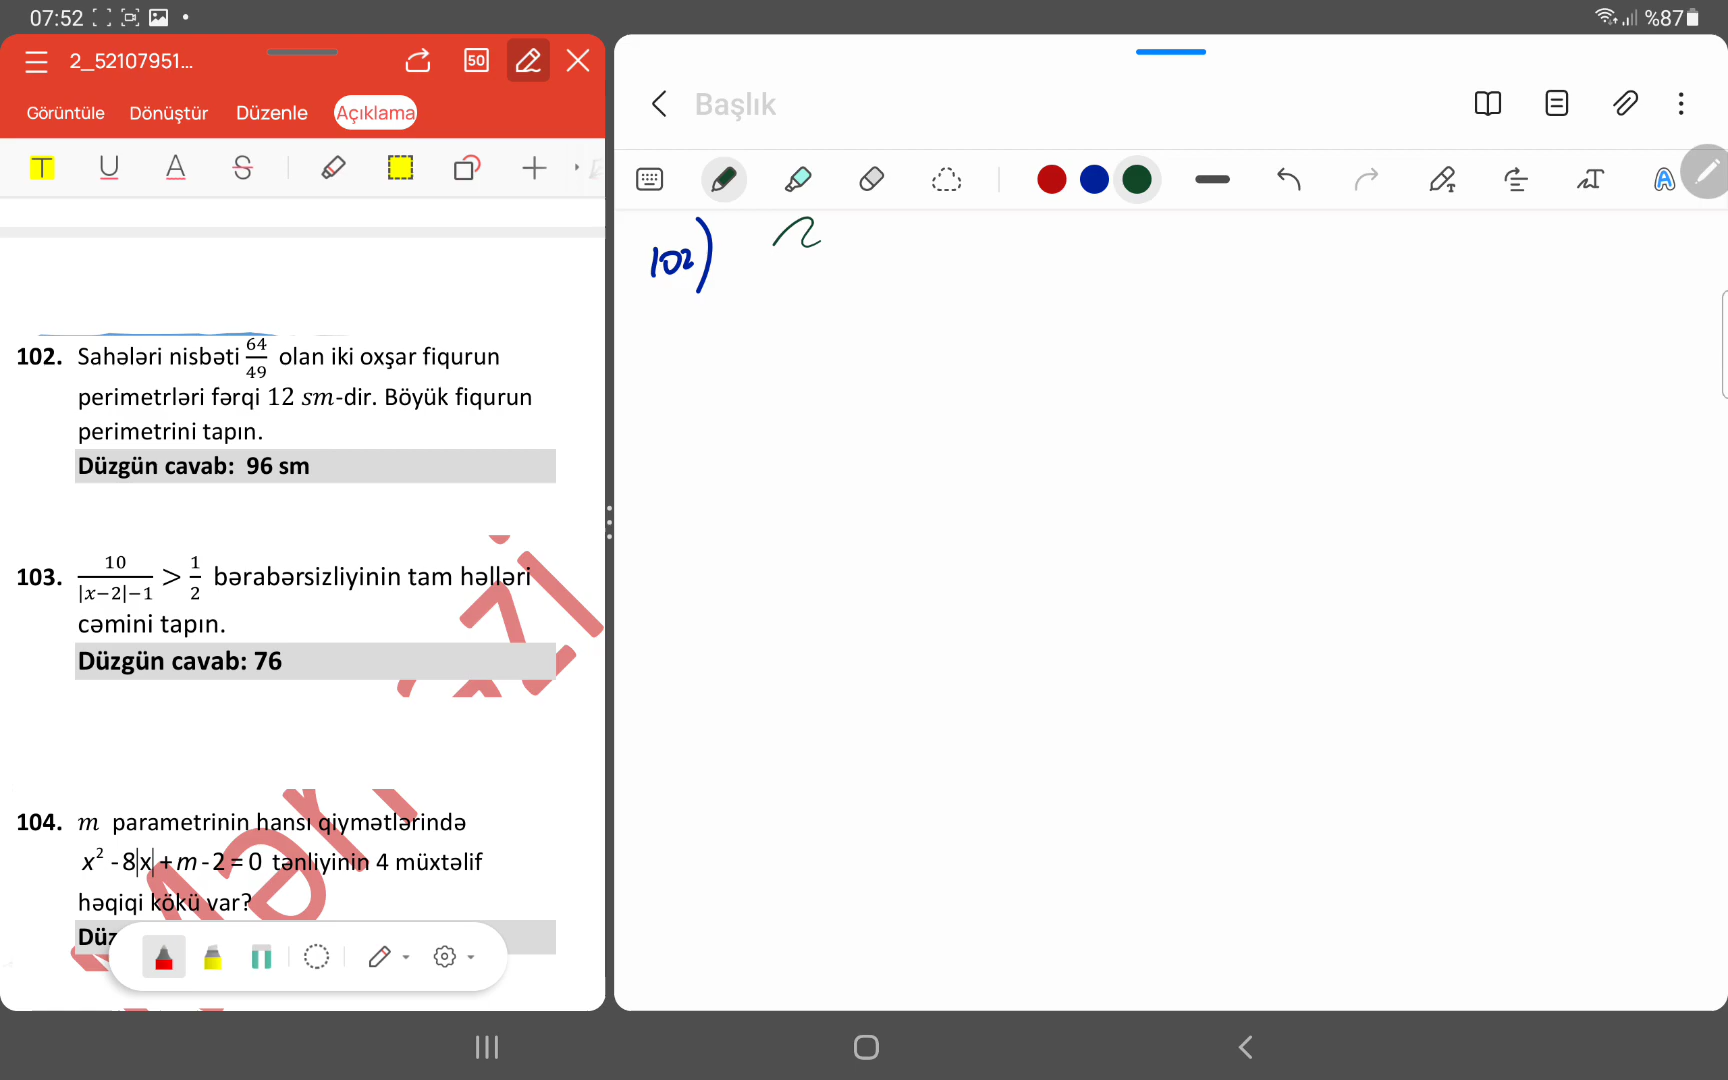 07:52
%87
2_52107951...
50
Görüntüle Dönüştür Düzenle Açıklama
T U A S
Başlık
102)
102. Sahələri nisbəti 64/49 olan iki oxşar fiqurun
perimetrləri fərqi 12 sm-dir. Böyük fiqurun
perimetrini tapın.
Düzgün cavab: 96 sm
103. 10/(|x−2|−1) > 1/2 bərabərsizliyinin tam həlləri
cəmini tapın.
Düzgün cavab: 76
104. m parametrinin hansı qiymətlərində
x² - 8|x| + m - 2 = 0 tənliyinin 4 müxtəlif
həqiqi kökü var?
Düz